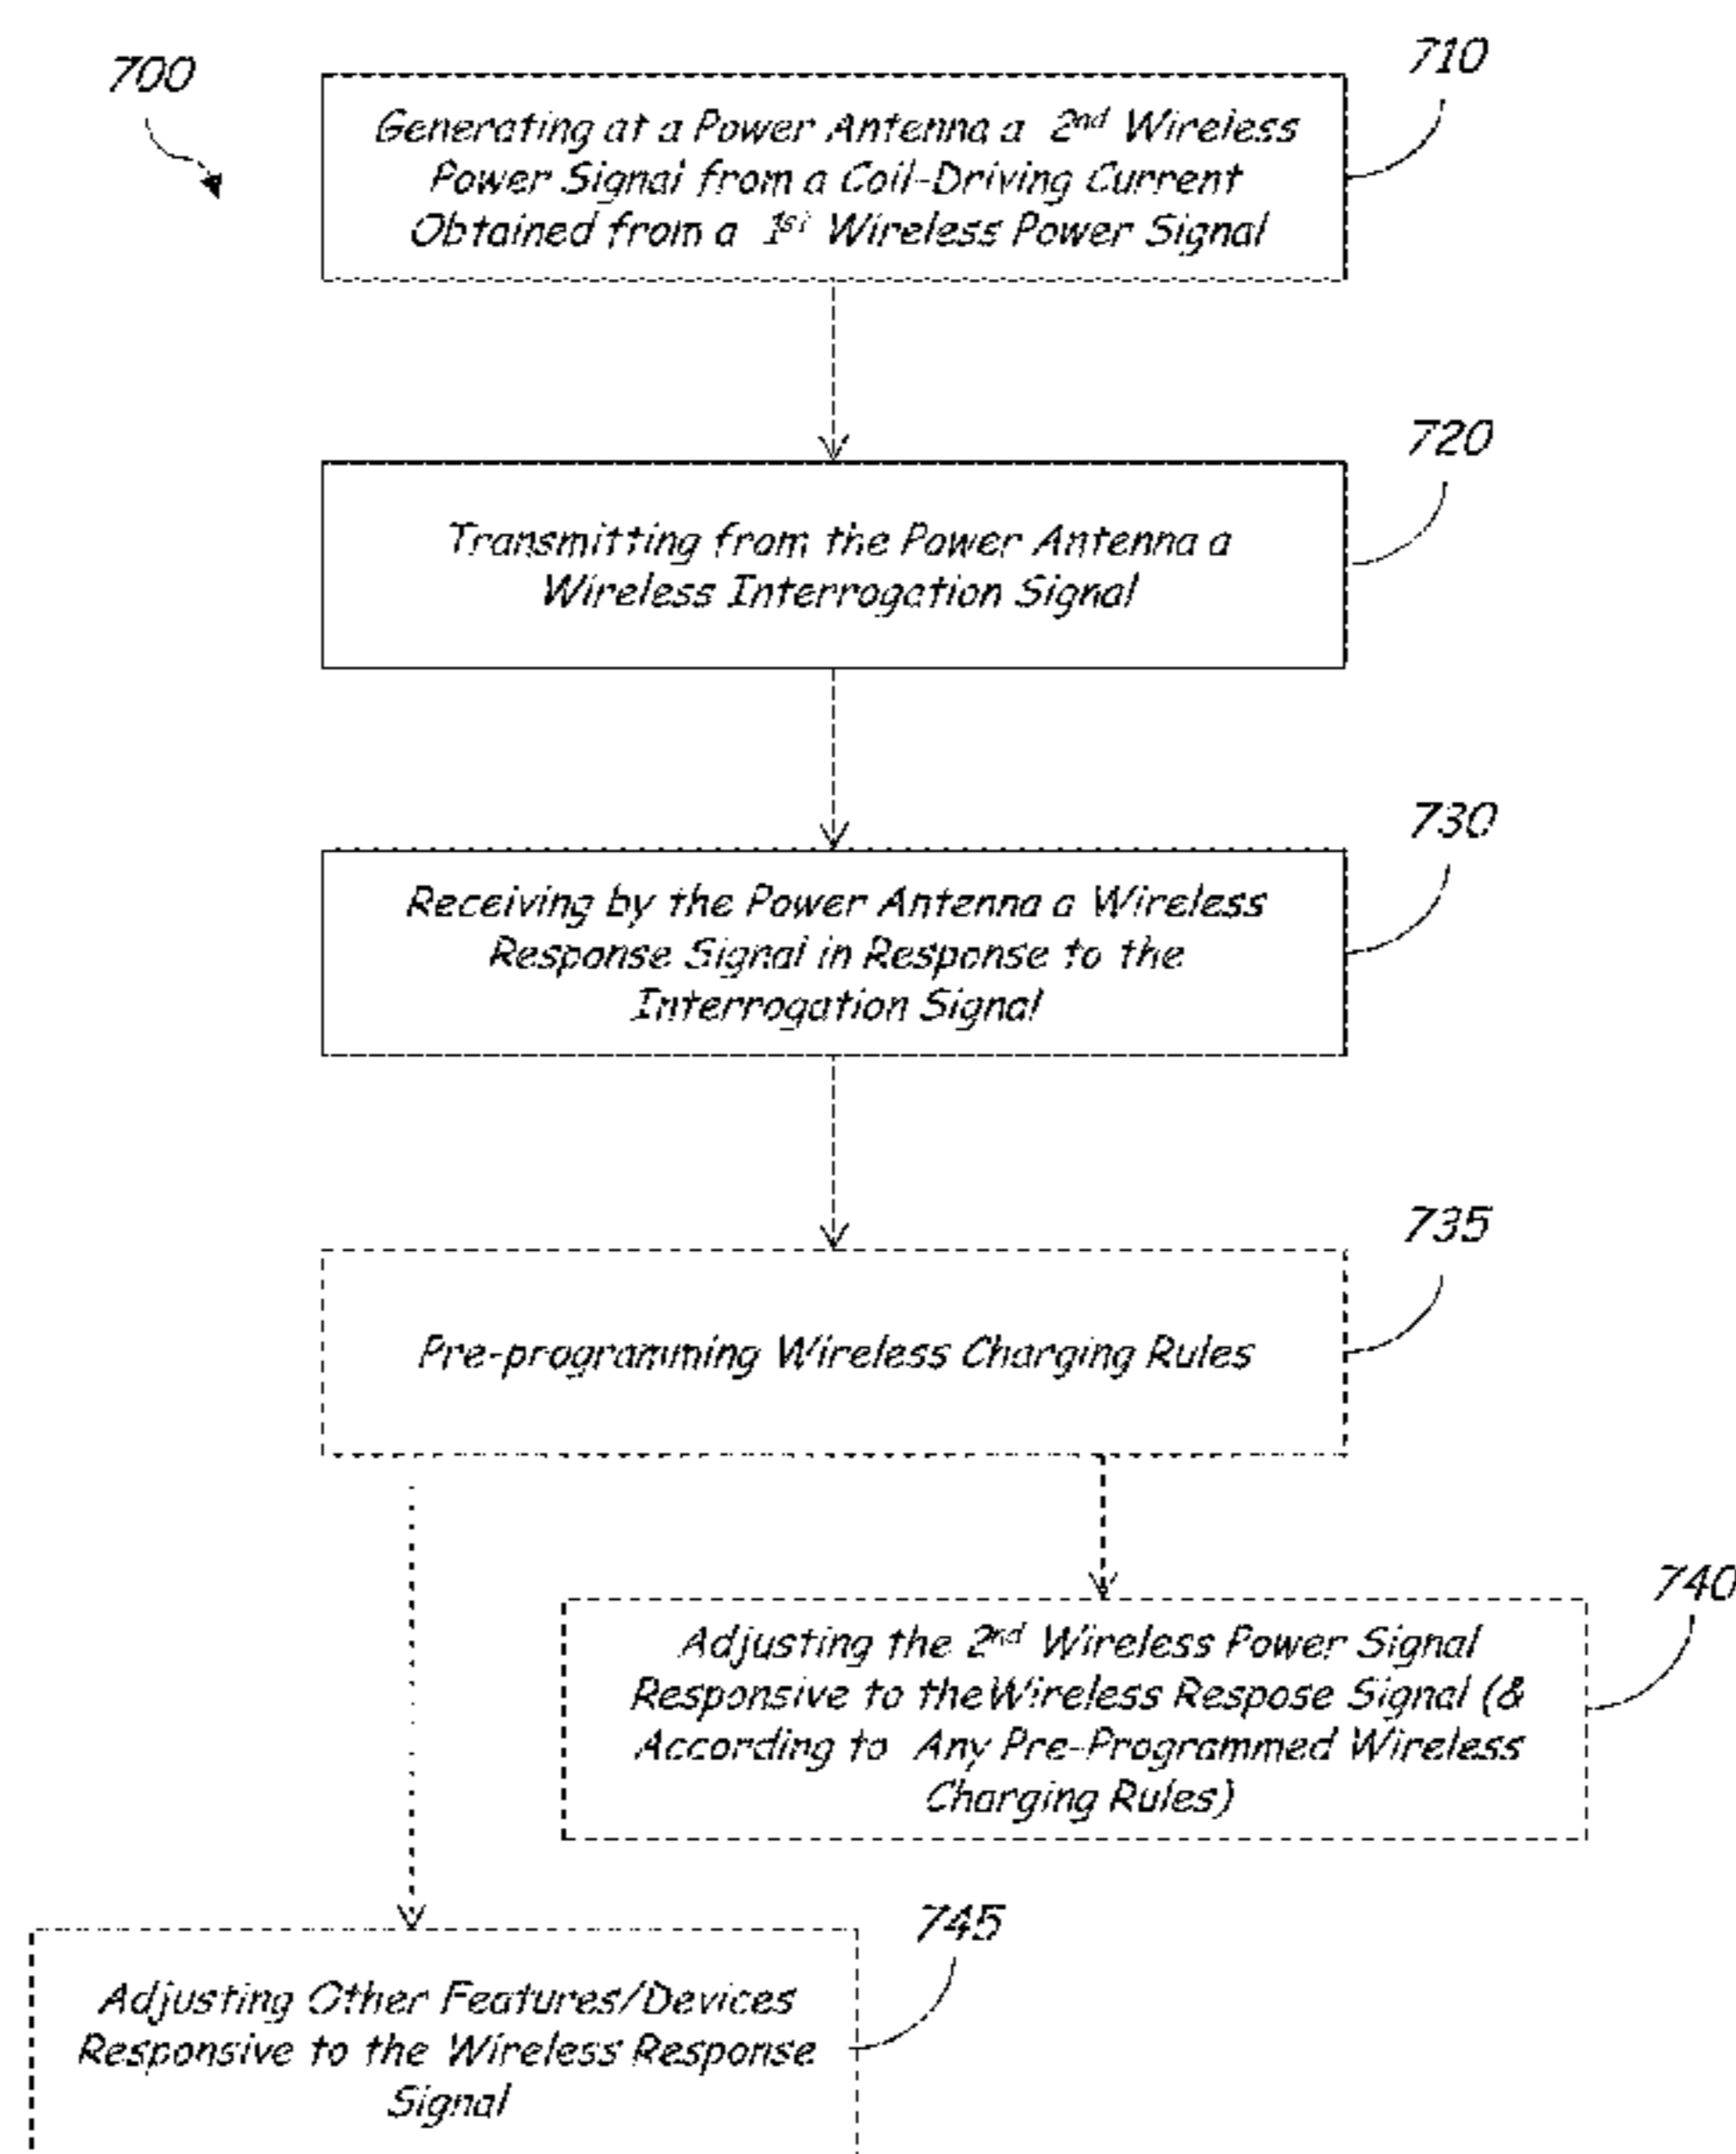 700
710
Generating at a Power Antenna a 2nd Wireless
Power Signal from a Coil-Driving Current
Obtained from a 1st Wireless Power Signal
720
Transmitting from the Power Antenna a
Wireless Interrogation Signal
730
Receiving by the Power Antenna a Wireless
Response Signal in Response to the
Interrogation Signal
735
Pre-programming Wireless Charging Rules
740
Adjusting the 2nd Wireless Power Signal
Responsive to theWireless Respose Signal (&
According to Any Pre-Programmed Wireless
Charging Rules)
745
Adjusting Other Features/Devices
Responsive to the Wireless Response
Signal